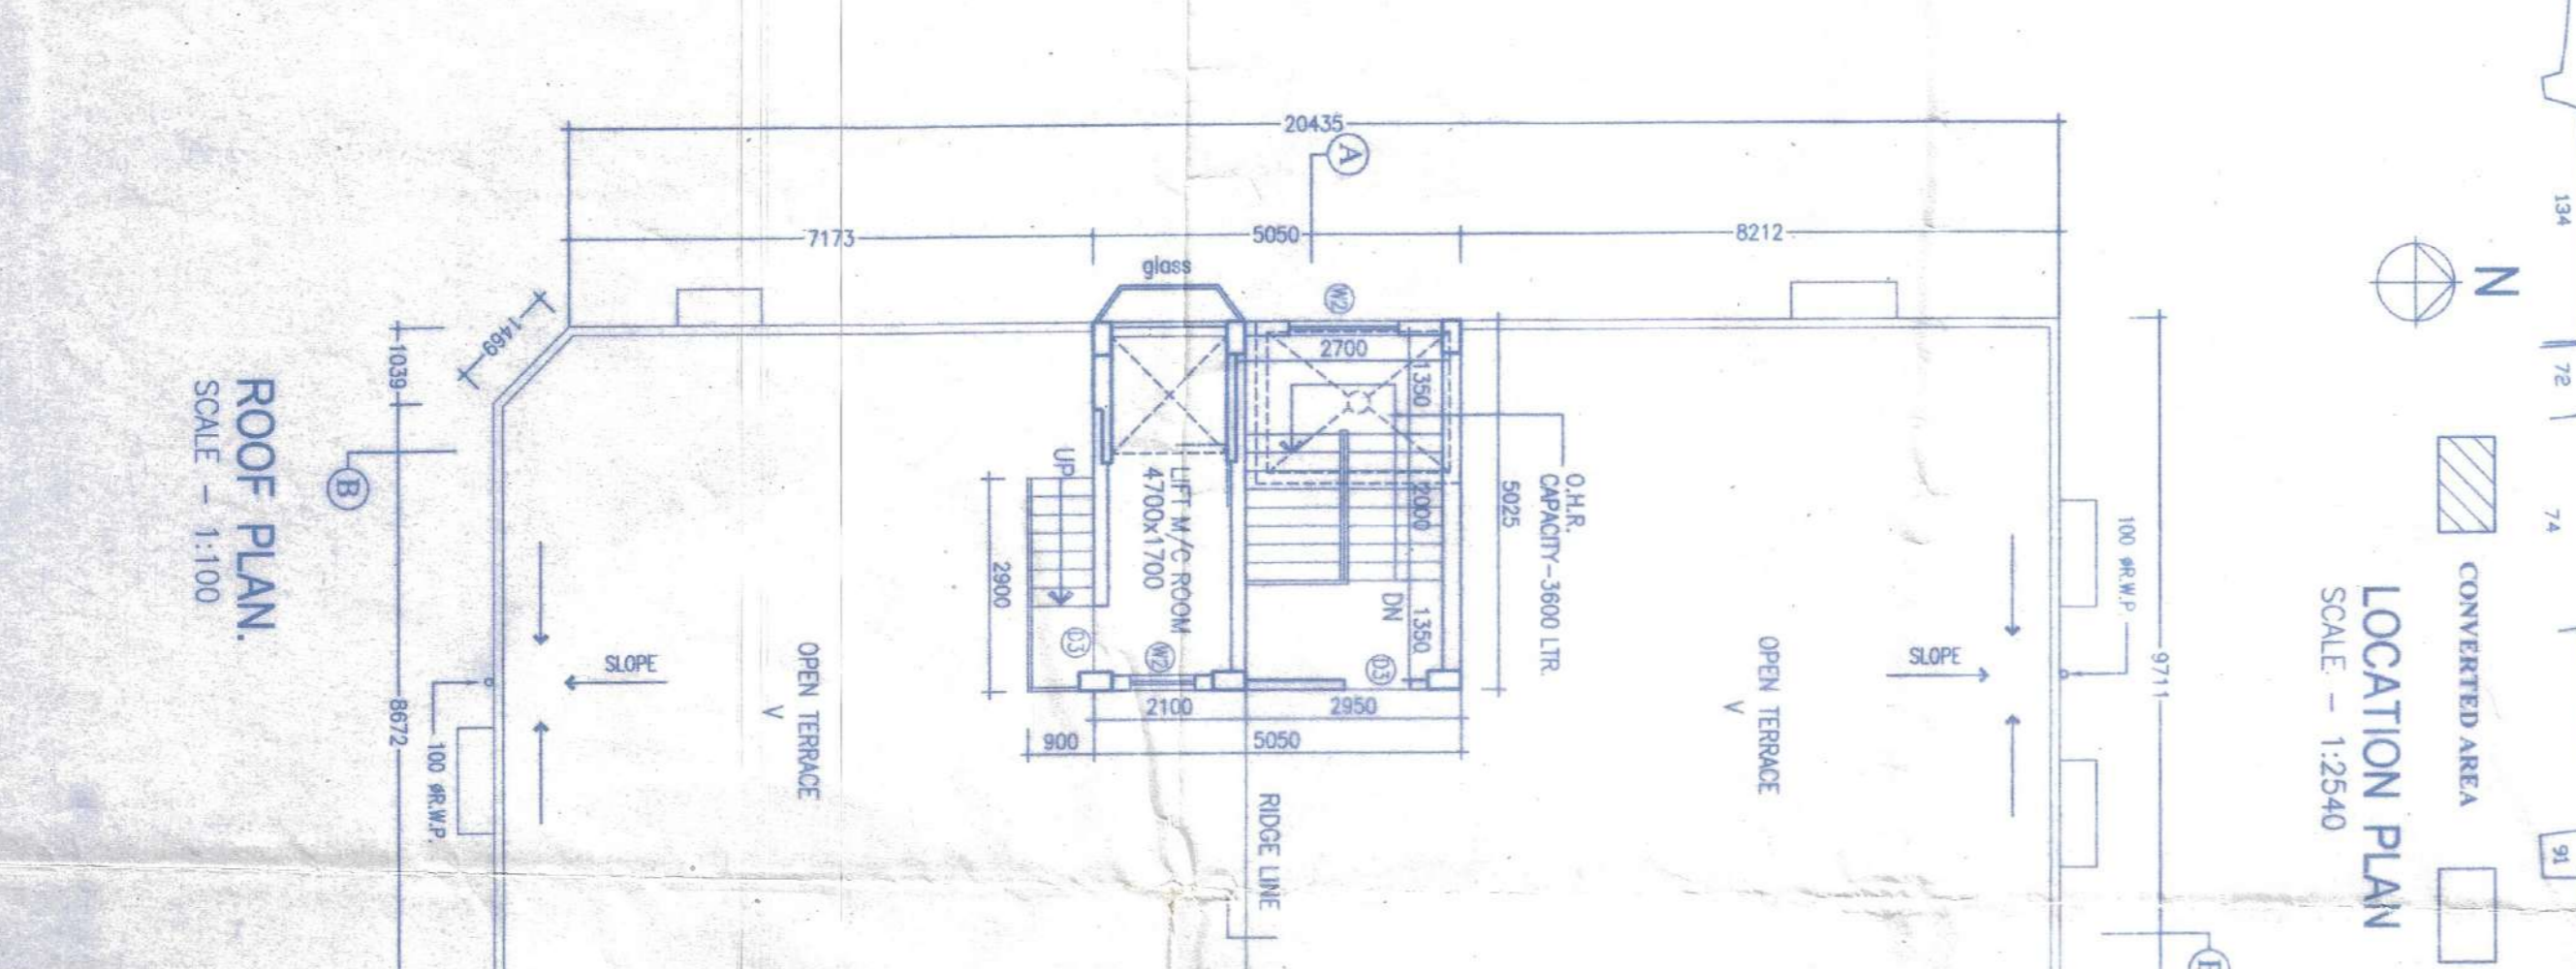 20435
A
7173
5050
8212
glass
W2
1469
1039
2700
1350
2000
1350
DN
UP
LIFT M/C ROOM
4700x1700
O.H.R.
CAPACITY-3600 LTR.
5025
2900
D3
W2
D3
2100
2950
900
5050
RIDGE LINE
OPEN TERRACE
V
SLOPE
100 øR.W.P.
8672
B
ROOF PLAN.
SCALE - 1:100
OPEN TERRACE
V
SLOPE
100 øR.W.P.
9711
N
LOCATION PLAN
SCALE - 1:2540
CONVERTED AREA
134
72
74
91